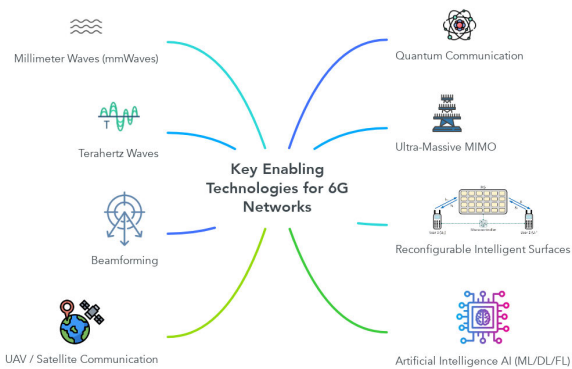 Millimeter Waves (mmWaves)
T
Terahertz Waves
Beamforming
UAV / Satellite Communication
Key Enabling
Technologies for 6G
Networks
Quantum Communication
Ultra-Massive MIMO
RIS
Reconfigurable Intelligent Surfaces
Artificial Intelligence AI (ML/DL/FL)